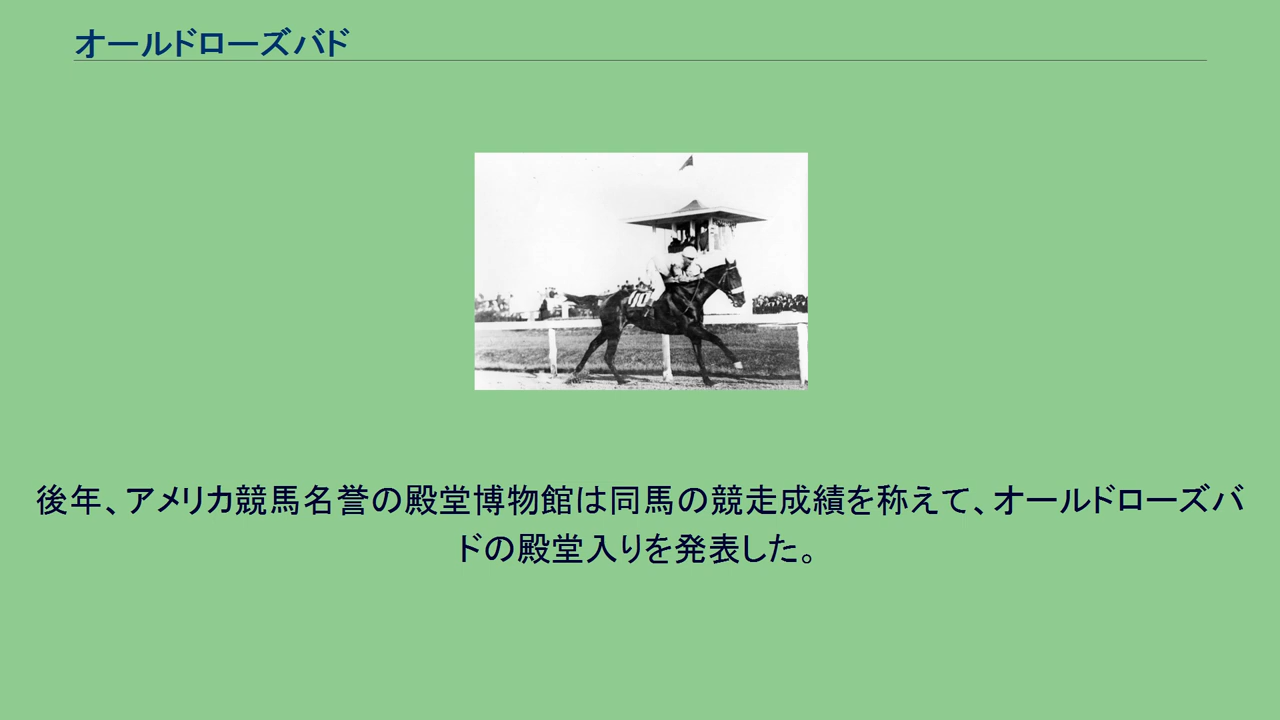 オールドローズバド
後年、アメリカ競馬名誉の殿堂博物館は同馬の競走成績を称えて、オールドローズバ
ドの殿堂入りを発表した。